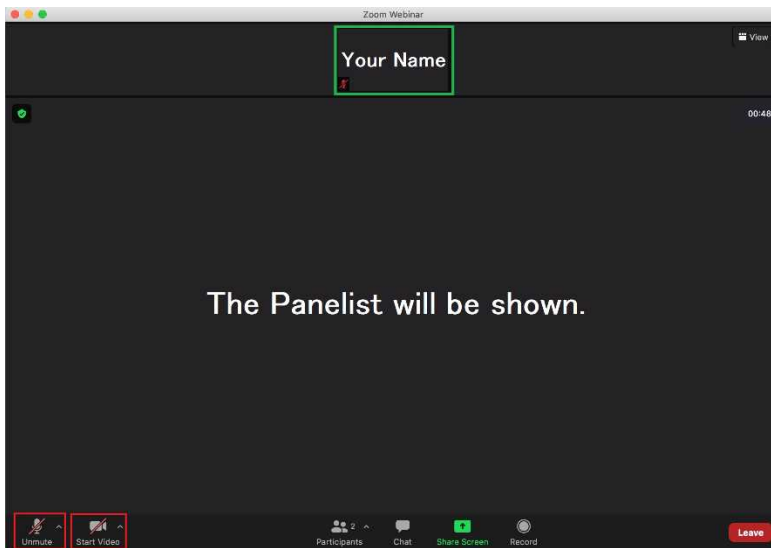 Zoom Webinar
View
Your Name
00:48
The Panelist will be shown.
Unmute
Start Video
2
Participants
Chat
Share Screen
Record
Leave